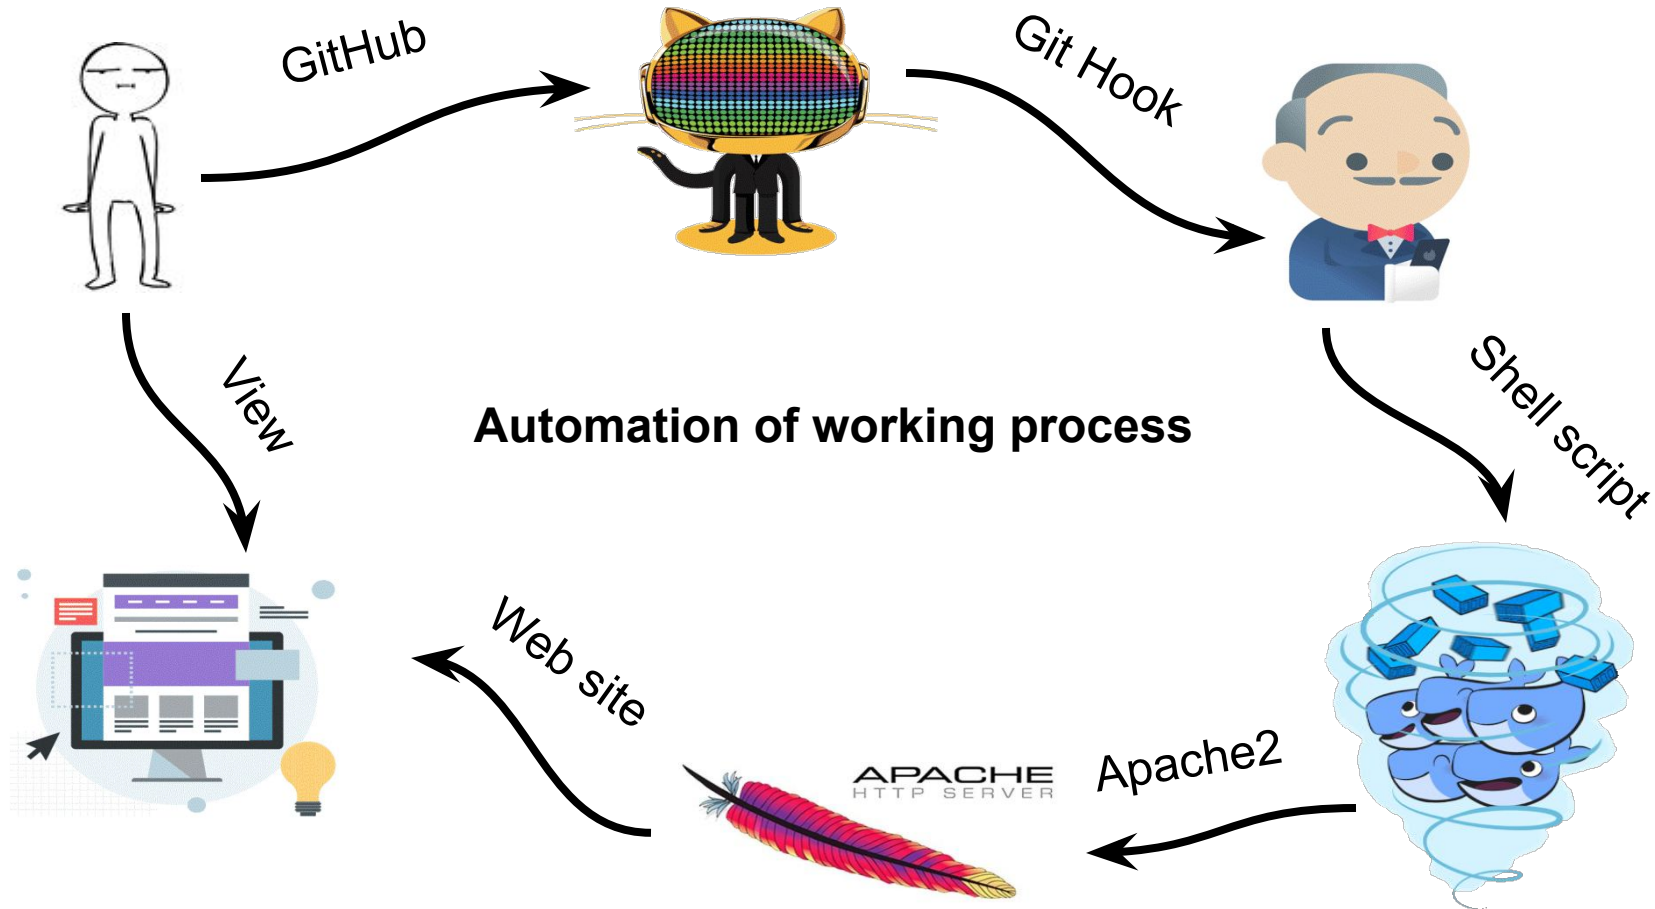 GitHub
Git Hook
View
Automation of working process
Shell script
Web site
Apache2
APACHE
HTTP SERVER